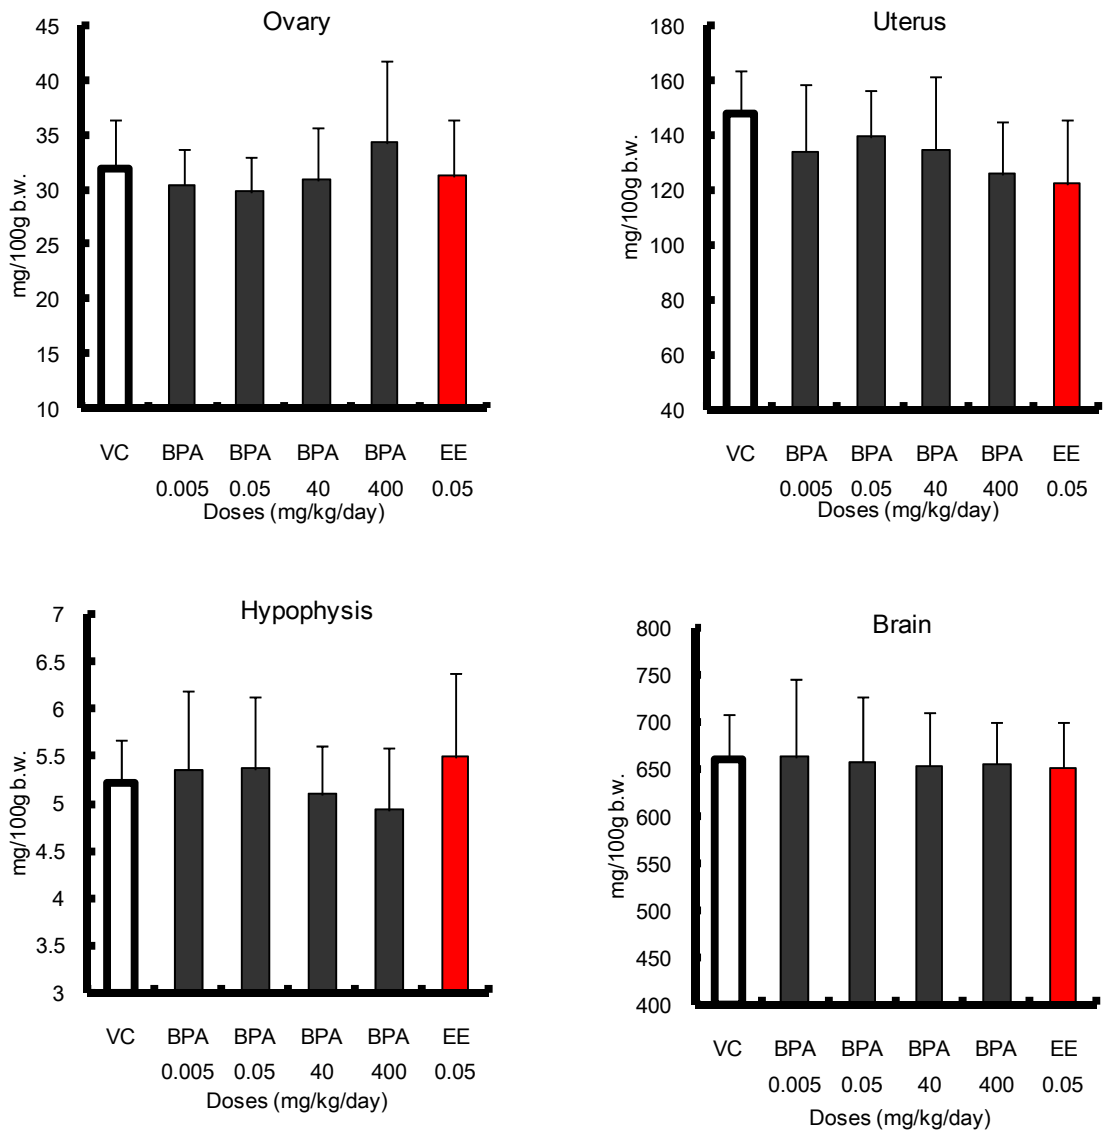 Ovary
45
40
35
30
25
20
15
10
mg/100g b.w.
VC BPA BPA BPA BPA EE
0.005 0.05 40 400 0.05
Doses (mg/kg/day)
Uterus
180
160
140
120
100
80
60
40
mg/100g b.w.
VC BPA BPA BPA BPA EE
0.005 0.05 40 400 0.05
Doses (mg/kg/day)
Hypophysis
7
6.5
6
5.5
5
4.5
4
3.5
3
mg/100g b.w.
VC BPA BPA BPA BPA EE
0.005 0.05 40 400 0.05
Doses (mg/kg/day)
Brain
800
750
700
650
600
550
500
450
400
mg/100g b.w.
VC BPA BPA BPA BPA EE
0.005 0.05 40 400 0.05
Doses (mg/kg/day)